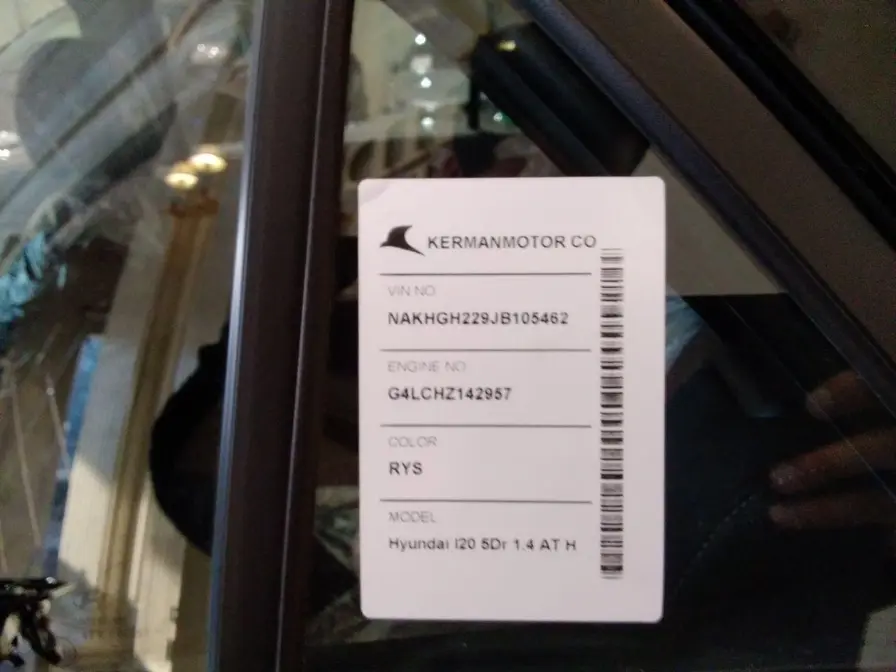 KERMANMOTOR CO
VIN NO
NAKHGH229JB105462
ENGINE NO
G4LCHZ142957
COLOR
RYS
MODEL
Hyundai I20 5Dr 1.4 AT H